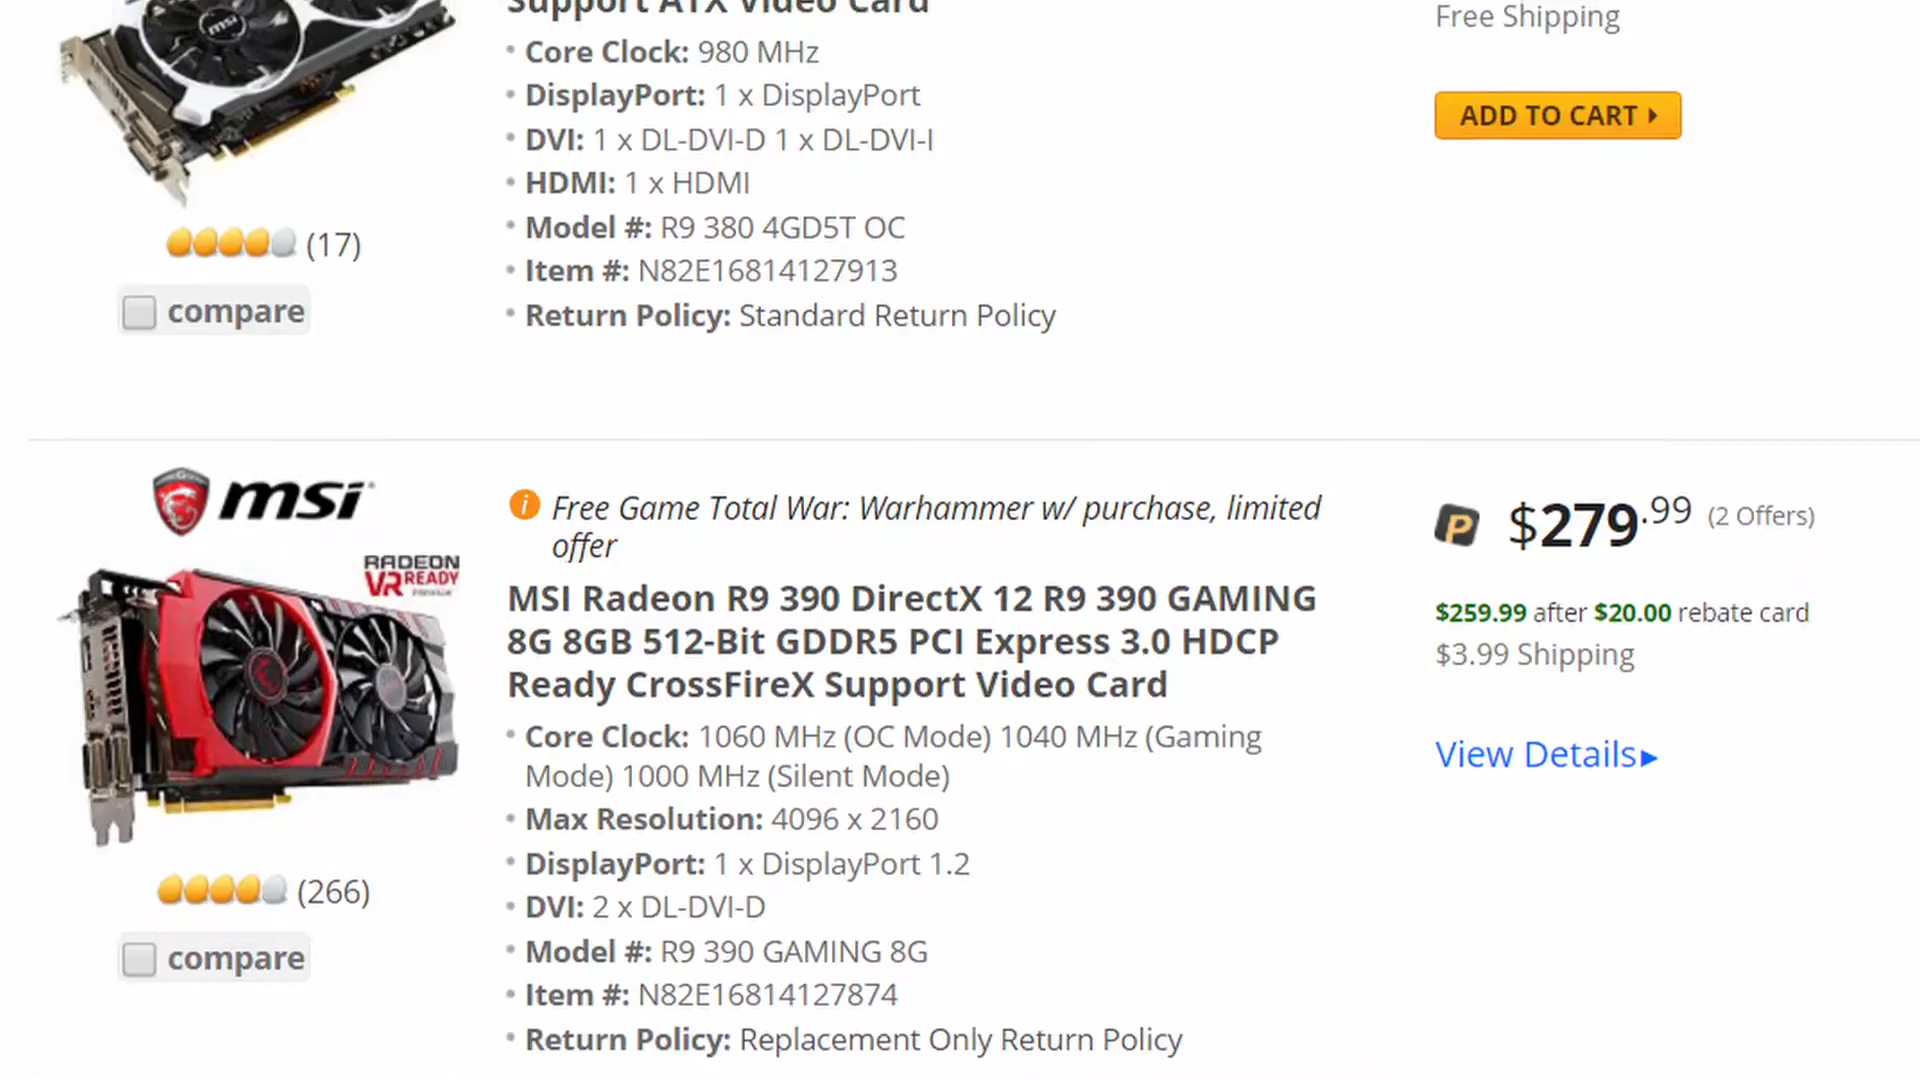 Support ATX Video Card
Free Shipping
msi
• Core Clock: 980 MHz
• DisplayPort: 1 x DisplayPort
ADD TO CART
• DVI: 1 x DL-DVI-D 1 x DL-DVI-I
• HDMI: 1 x HDMI
• Model #: R9 380 4GD5T OC
(17)
• Item #: N82E16814127913
compare
• Return Policy: Standard Return Policy
msi
i Free Game Total War: Warhammer w/ purchase, limited
offer
P $279.99 (2 Offers)
RADEON
VR READY
PREMIUM
MSI Radeon R9 390 DirectX 12 R9 390 GAMING
8G 8GB 512-Bit GDDR5 PCI Express 3.0 HDCP
Ready CrossFireX Support Video Card
$259.99 after $20.00 rebate card
$3.99 Shipping
View Details
• Core Clock: 1060 MHz (OC Mode) 1040 MHz (Gaming
Mode) 1000 MHz (Silent Mode)
• Max Resolution: 4096 x 2160
• DisplayPort: 1 x DisplayPort 1.2
(266)
• DVI: 2 x DL-DVI-D
• Model #: R9 390 GAMING 8G
compare
• Item #: N82E16814127874
• Return Policy: Replacement Only Return Policy